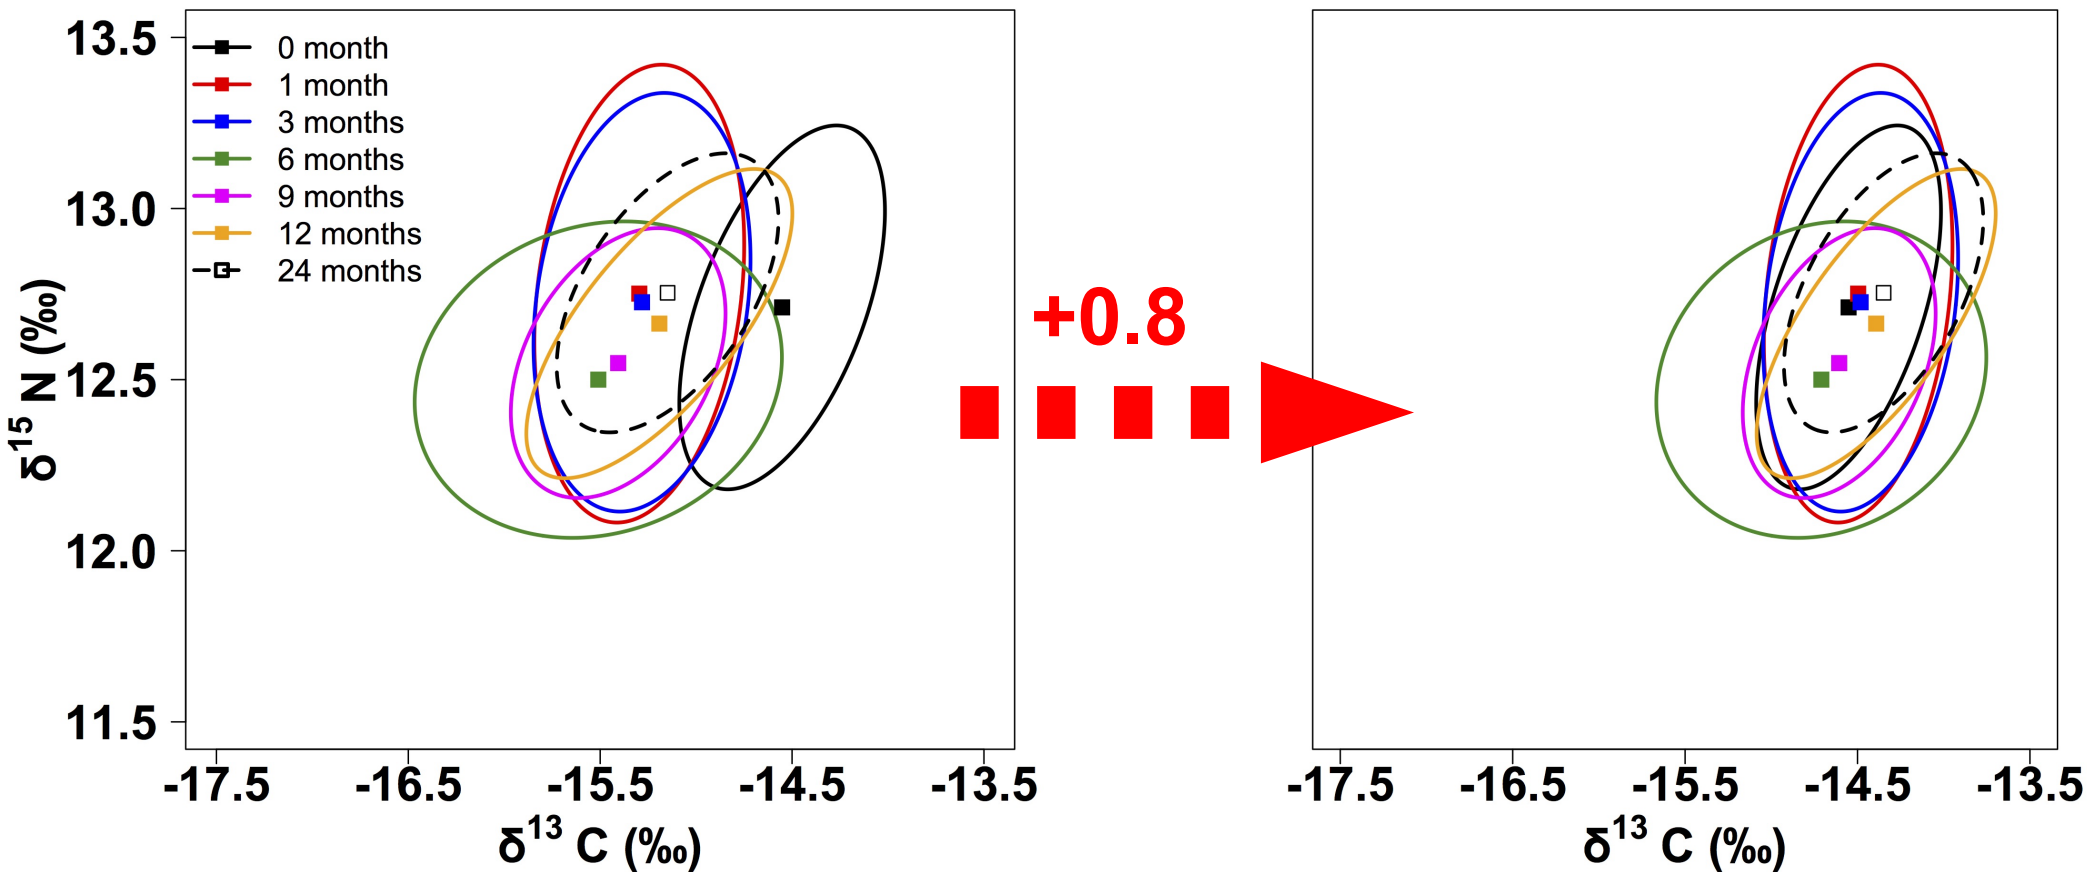 0 month
1 month
3 months
6 months
9 months
12 months
24 months
13.5
13.0
12.5
12.0
11.5
δ15 N (‰)
-17.5 -16.5 -15.5 -14.5 -13.5
δ13 C (‰)
+0.8
-17.5 -16.5 -15.5 -14.5 -13.5
δ13 C (‰)